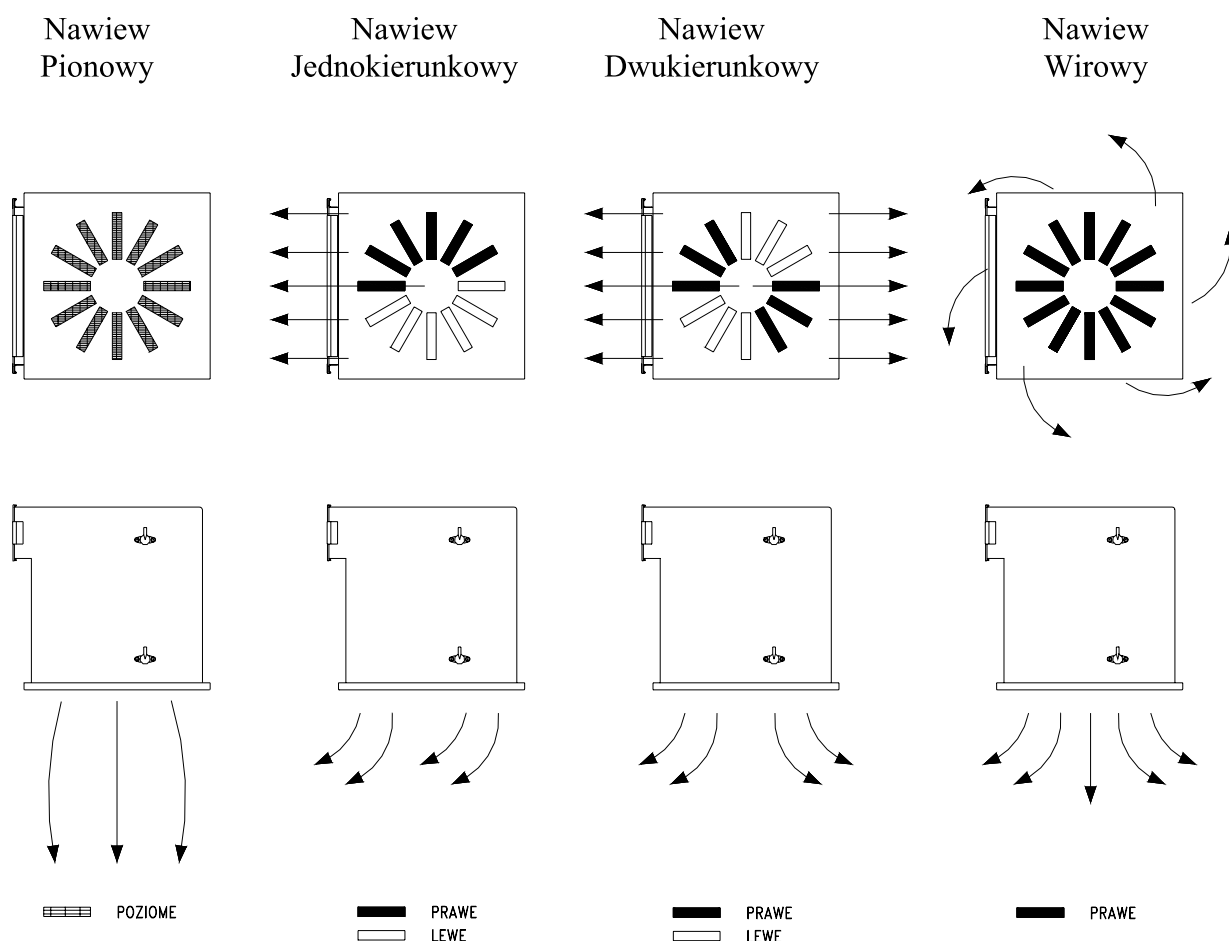 Nawiew
Pionowy
Nawiew
Jednokierunkowy
Nawiew
Dwukierunkowy
Nawiew
Wirowy
POZIOME
PRAWE
LEWE
PRAWE
LEWE
PRAWE